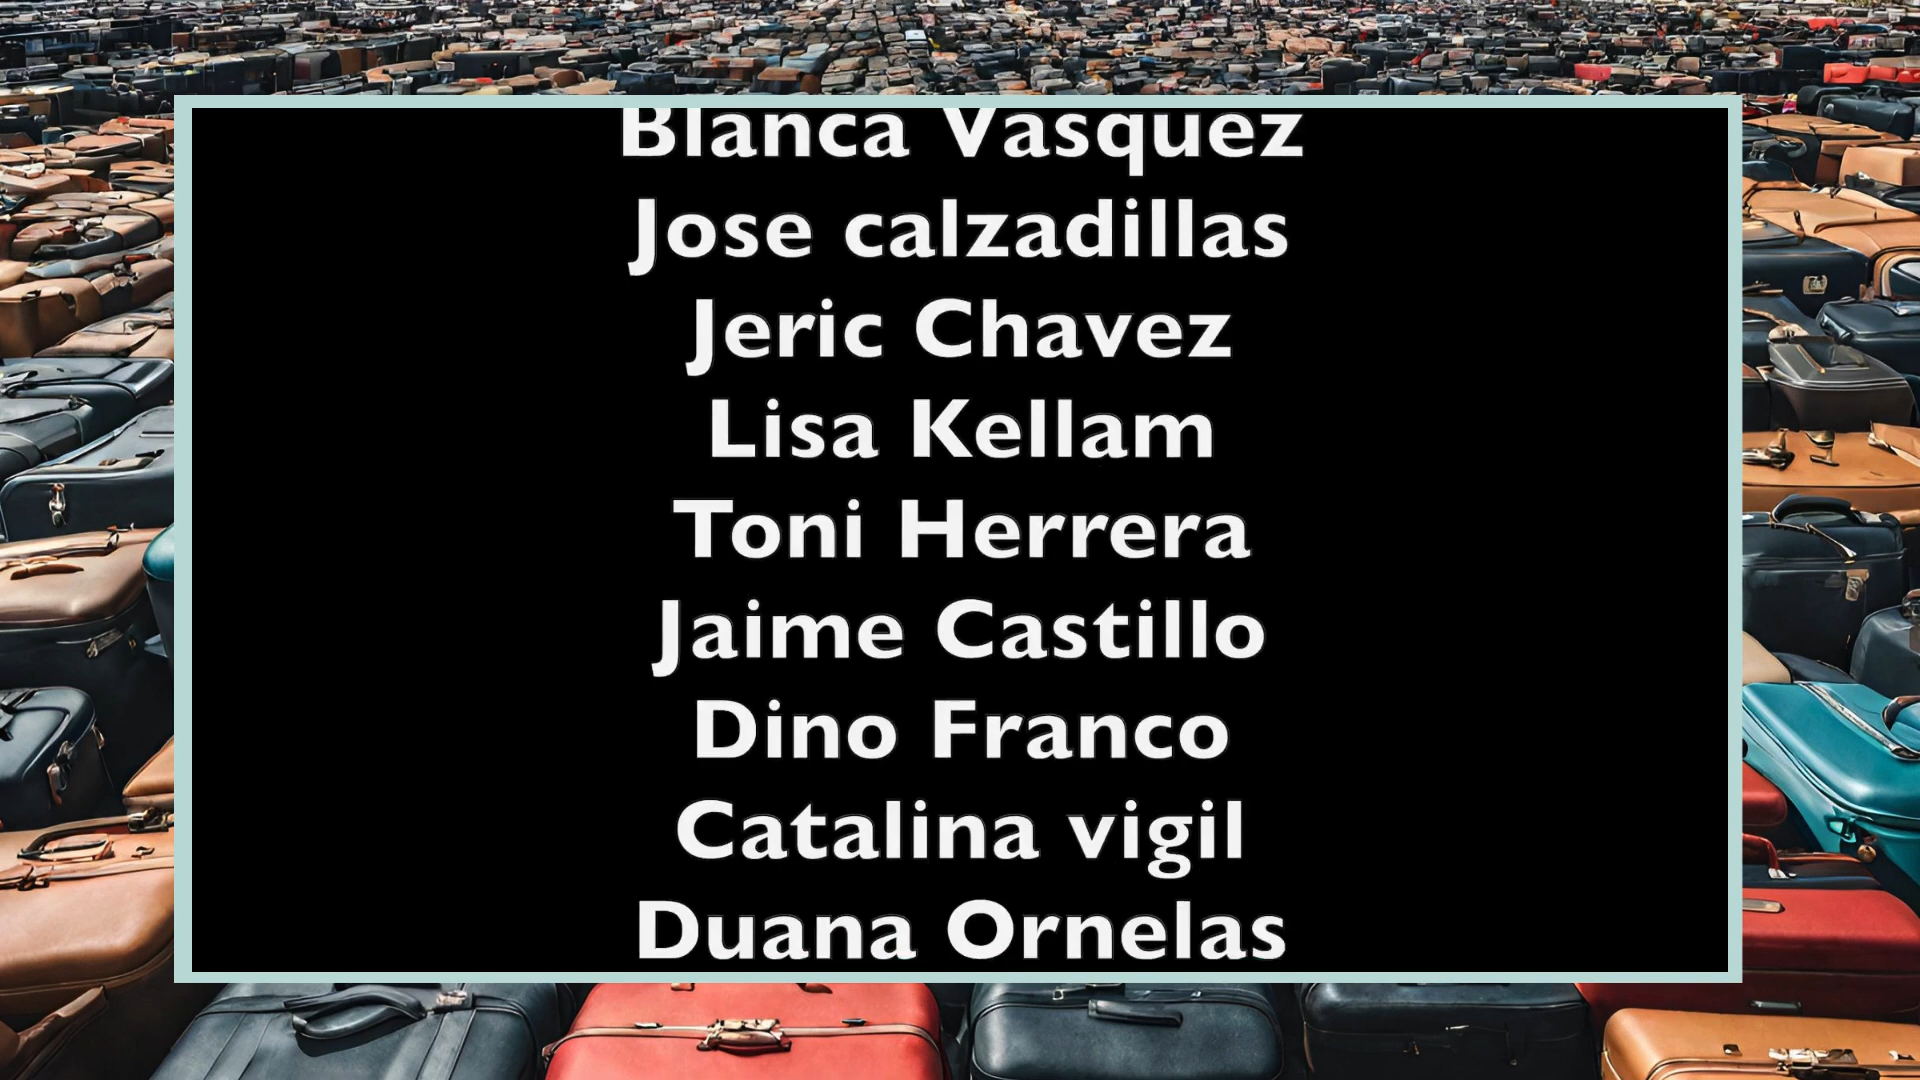 Blanca Vasquez
Jose calzadillas
Jeric Chavez
Lisa Kellam
Toni Herrera
Jaime Castillo
Dino Franco
Catalina vigil
Duana Ornelas